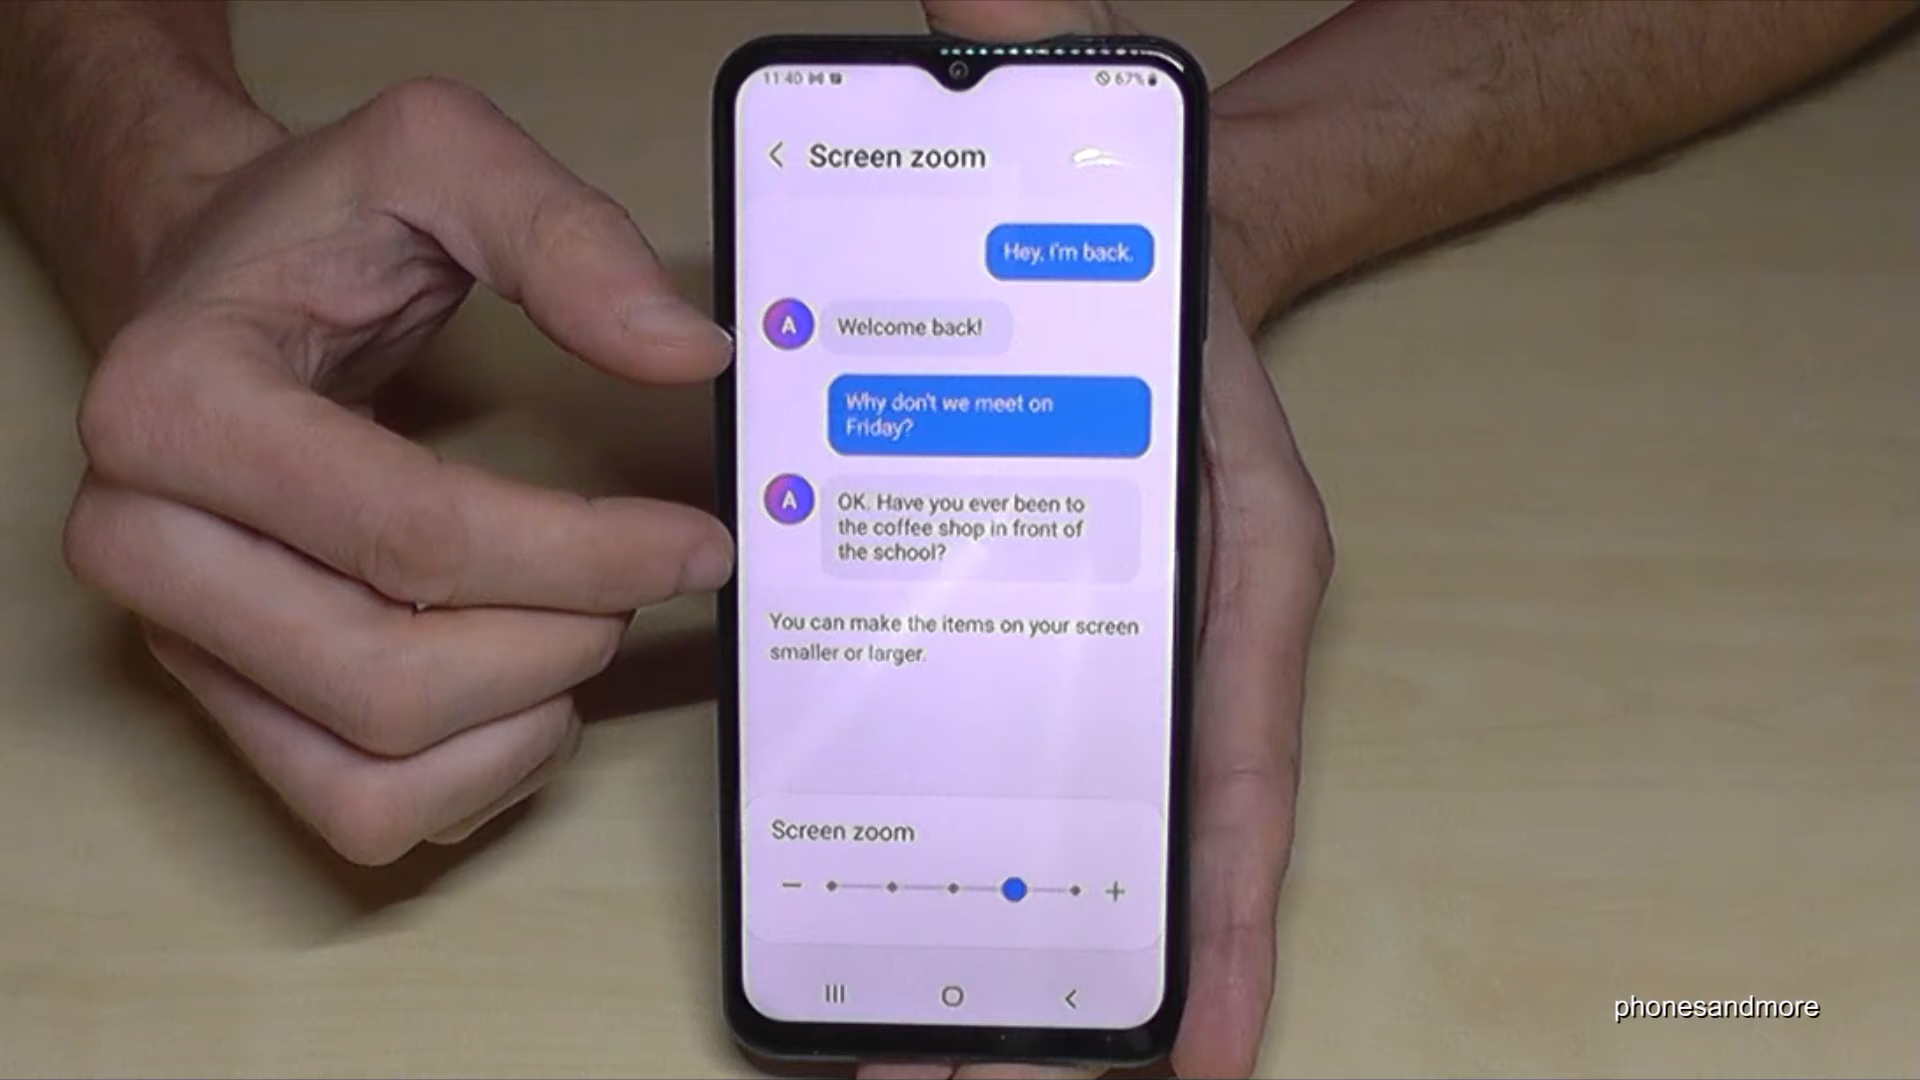 11:40
67%
Screen zoom
Hey, I'm back.
A
Welcome back!
Why don't we meet on
Friday?
A
OK. Have you ever been to
the coffee shop in front of
the school?
You can make the items on your screen
smaller or larger.
Screen zoom
phonesandmore